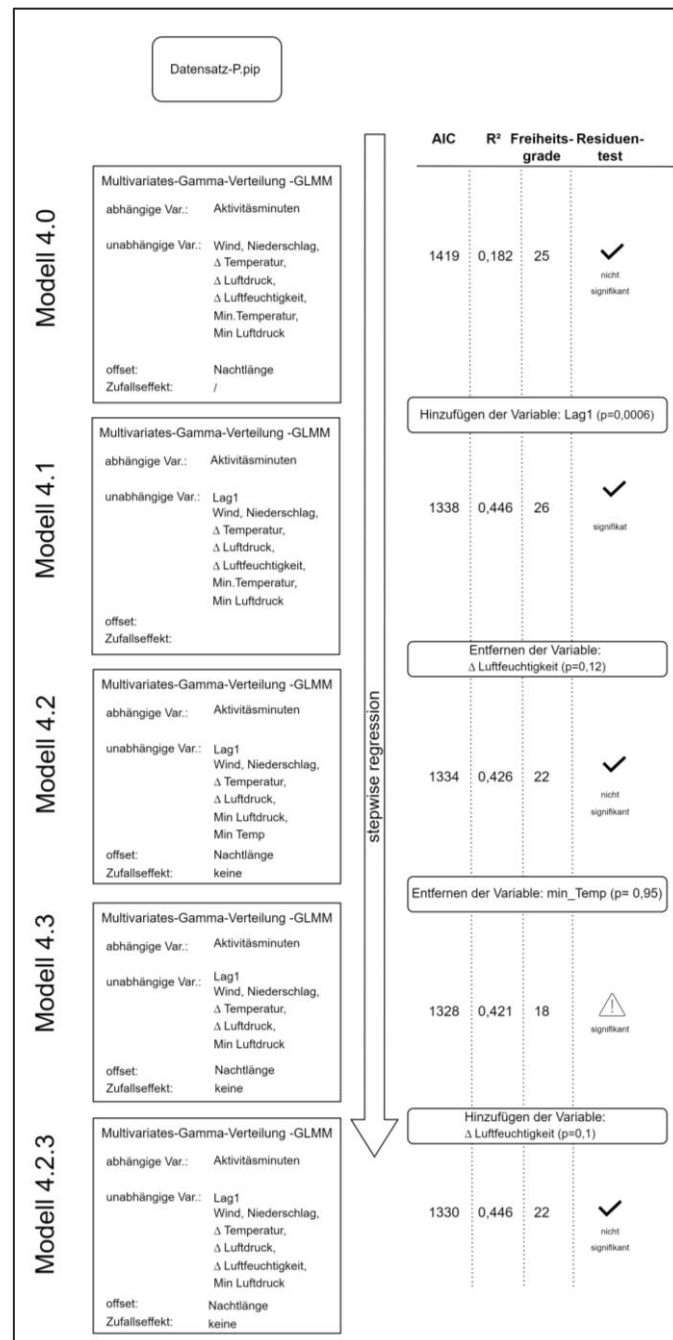 Datensatz-P.pip
AIC R² Freiheits- Residuen-
grade test
Modell 4.0
Multivariates-Gamma-Verteilung -GLMM
abhängige Var.: Aktivitäsminuten
unabhängige Var.: Wind, Niederschlag,
Δ Temperatur,
Δ Luftdruck,
Δ Luftfeuchtigkeit,
Min.Temperatur,
Min Luftdruck
offset: Nachtlänge
Zufallseffekt: /
1419 0,182 25
nicht
signifikant
Hinzufügen der Variable: Lag1 (p=0,0006)
Modell 4.1
Multivariates-Gamma-Verteilung -GLMM
abhängige Var.: Aktivitäsminuten
unabhängige Var.: Lag1
Wind, Niederschlag,
Δ Temperatur,
Δ Luftdruck,
Δ Luftfeuchtigkeit,
Min.Temperatur,
Min Luftdruck
offset:
Zufallseffekt:
1338 0,446 26
signifikat
Entfernen der Variable:
Δ Luftfeuchtigkeit (p=0,12)
stepwise regression
Modell 4.2
Multivariates-Gamma-Verteilung -GLMM
abhängige Var.: Aktivitäsminuten
unabhängige Var.: Lag1
Wind, Niederschlag,
Δ Temperatur,
Δ Luftdruck,
Min Luftdruck,
Min Temp
offset: Nachtlänge
Zufallseffekt: keine
1334 0,426 22
nicht
signifikant
Entfernen der Variable: min_Temp (p= 0,95)
Modell 4.3
Multivariates-Gamma-Verteilung -GLMM
abhängige Var.: Aktivitäsminuten
unabhängige Var.: Lag1
Wind, Niederschlag,
Δ Temperatur,
Δ Luftdruck,
Min Luftdruck
offset: Nachtlänge
Zufallseffekt: keine
1328 0,421 18
signifikant
Hinzufügen der Variable:
Δ Luftfeuchtigkeit (p=0,1)
Modell 4.2.3
Multivariates-Gamma-Verteilung -GLMM
abhängige Var.: Aktivitäsminuten
unabhängige Var.: Lag1
Wind, Niederschlag,
Δ Temperatur,
Δ Luftdruck,
Δ Luftfeuchtigkeit,
Min Luftdruck
offset: Nachtlänge
Zufallseffekt: keine
1330 0,446 22
nicht
signifikant